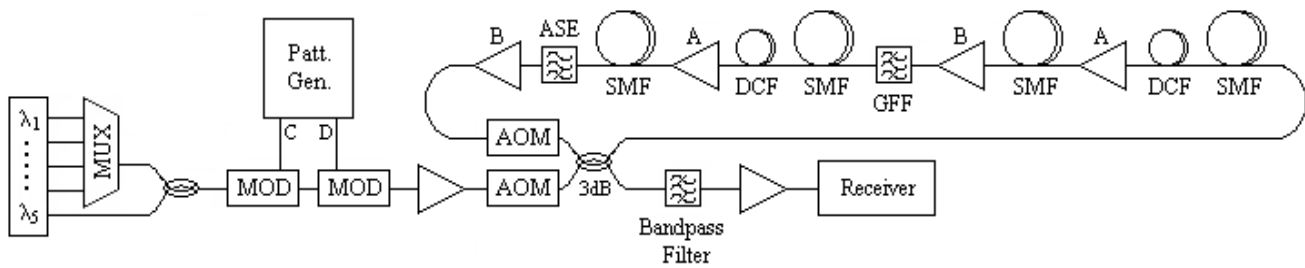 B
ASE
A
B
A
Patt.
Gen.
SMF
DCF
SMF
GFF
SMF
DCF
SMF
λ1
λ5
MUX
C
D
AOM
MOD
MOD
AOM
3dB
Receiver
Bandpass
Filter